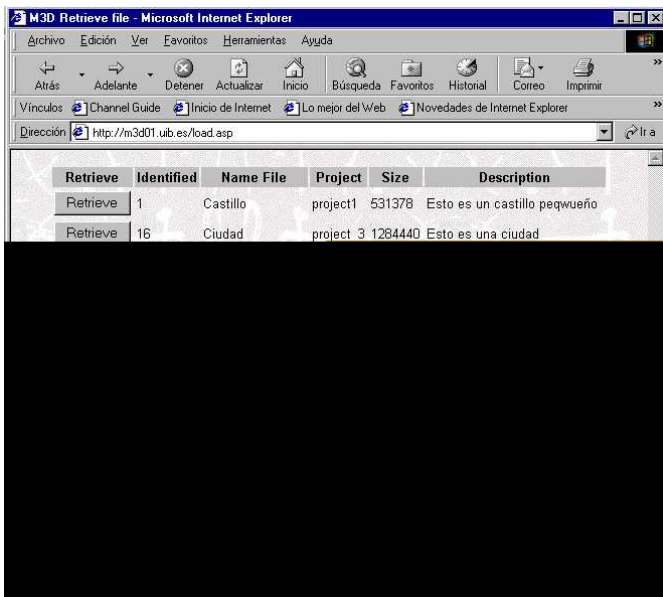 M3D Retrieve file - Microsoft Internet Explorer
Archivo Edición Ver Favoritos Herramientas Ayuda
Atrás Adelante Detener Actualizar Inicio Búsqueda Favoritos Historial Correo Imprimir »
Vínculos Channel Guide Inicio de Internet Lo mejor del Web Novedades de Internet Explorer »
Dirección http://m3d01.uib.es/load.asp Ir a
Retrieve Identified Name File Project Size Description
Retrieve 1 Castillo project1 531378 Esto es un castillo peqwueño
Retrieve 16 Ciudad project_3 1284440 Esto es una ciudad